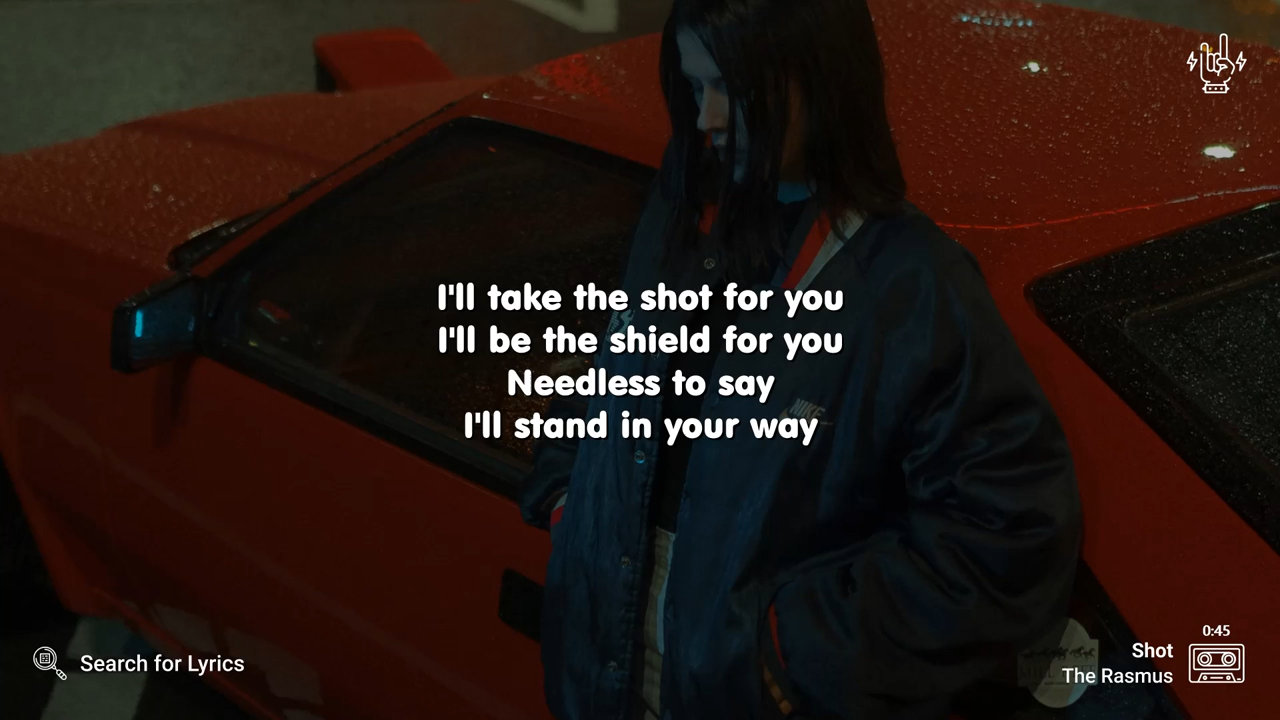 I'll take the shot for you
I'll be the shield for you
Needless to say
I'll stand in your way
NIKE
0:45
Shot
The Rasmus
Search for Lyrics